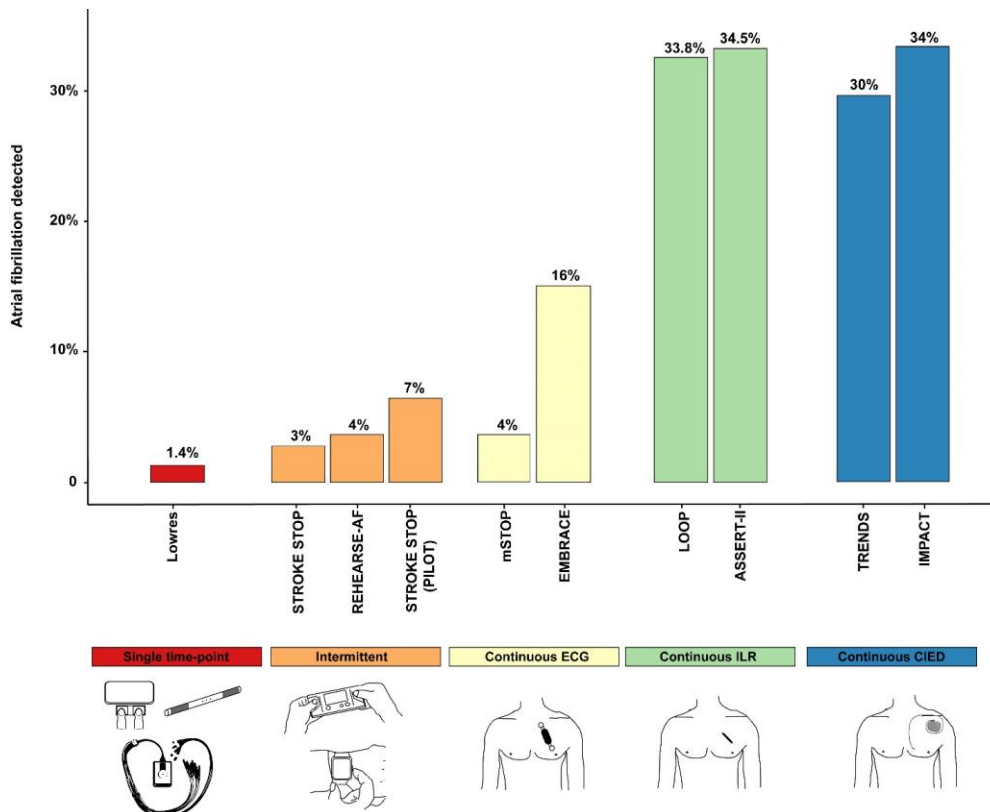 Atrial fibrillation detected
30%
20%
10%
0
1.4%
3%
4%
7%
4%
16%
33.8%
34.5%
30%
34%
Lowres
STROKE STOP
REHEARSE-AF
STROKE STOP
(PILOT)
mSTOP
EMBRACE
LOOP
ASSERT-II
TRENDS
IMPACT
Single time-point
Intermittent
Continuous ECG
Continuous ILR
Continuous CIED